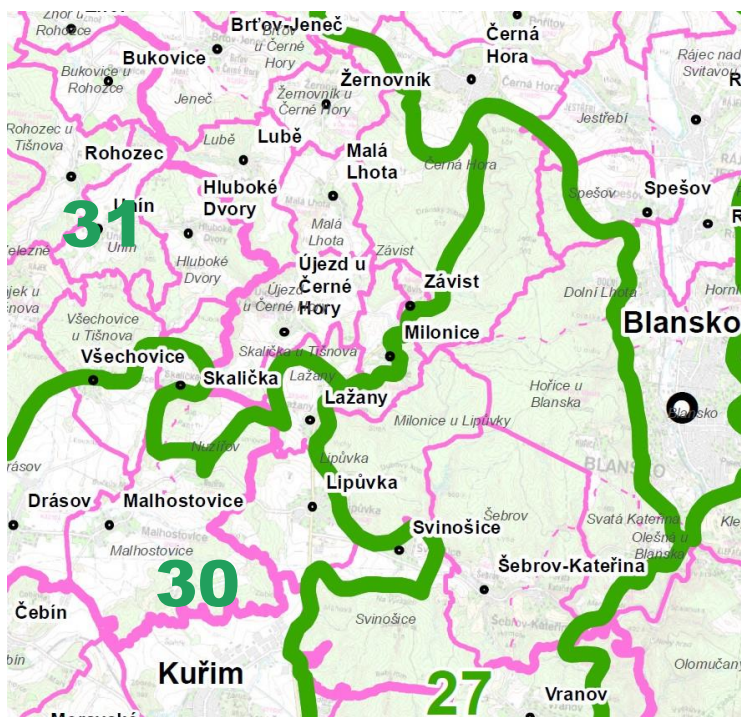 Rohozce
Brťov-Jeneč
Brťov
u Černé
Hory
Černá
Hora
Bukovice
Bukovice u
Rohozce
Jeneč
Žernovník
Žernovník u
Černé Hory
Rájec nad
Svitavou
Jestřebí
Rohozec u
Tišnova
Rohozec
Lubě
Lubě
Malá
Lhota
Černá Hora
Hluboké
Dvory
Spešov
Spešov
31
Unín
Unín
Malá
Lhota
Hluboké
Dvory
Závist
Újezd u
Černé
Hory
Závist
Dolní Lhota
Všechovice
u Tišnova
Milonice
Blansko
Všechovice
Skalička u Tišnova
Skalička
Lažany
Lažany
Hořice u
Blanska
Blansko
Milonice u Lipůvky
Nuzířov
Lipůvka
BLANSKO
Drásov
Malhostovice
Lipůvka
Svinošice
Šebrov
Svatá Kateřina
Olešna u
Blanska
Malhostovice
Šebrov-Kateřina
30
Čebín
Svinošice
Kuřim
Olomučany
27
Vranov